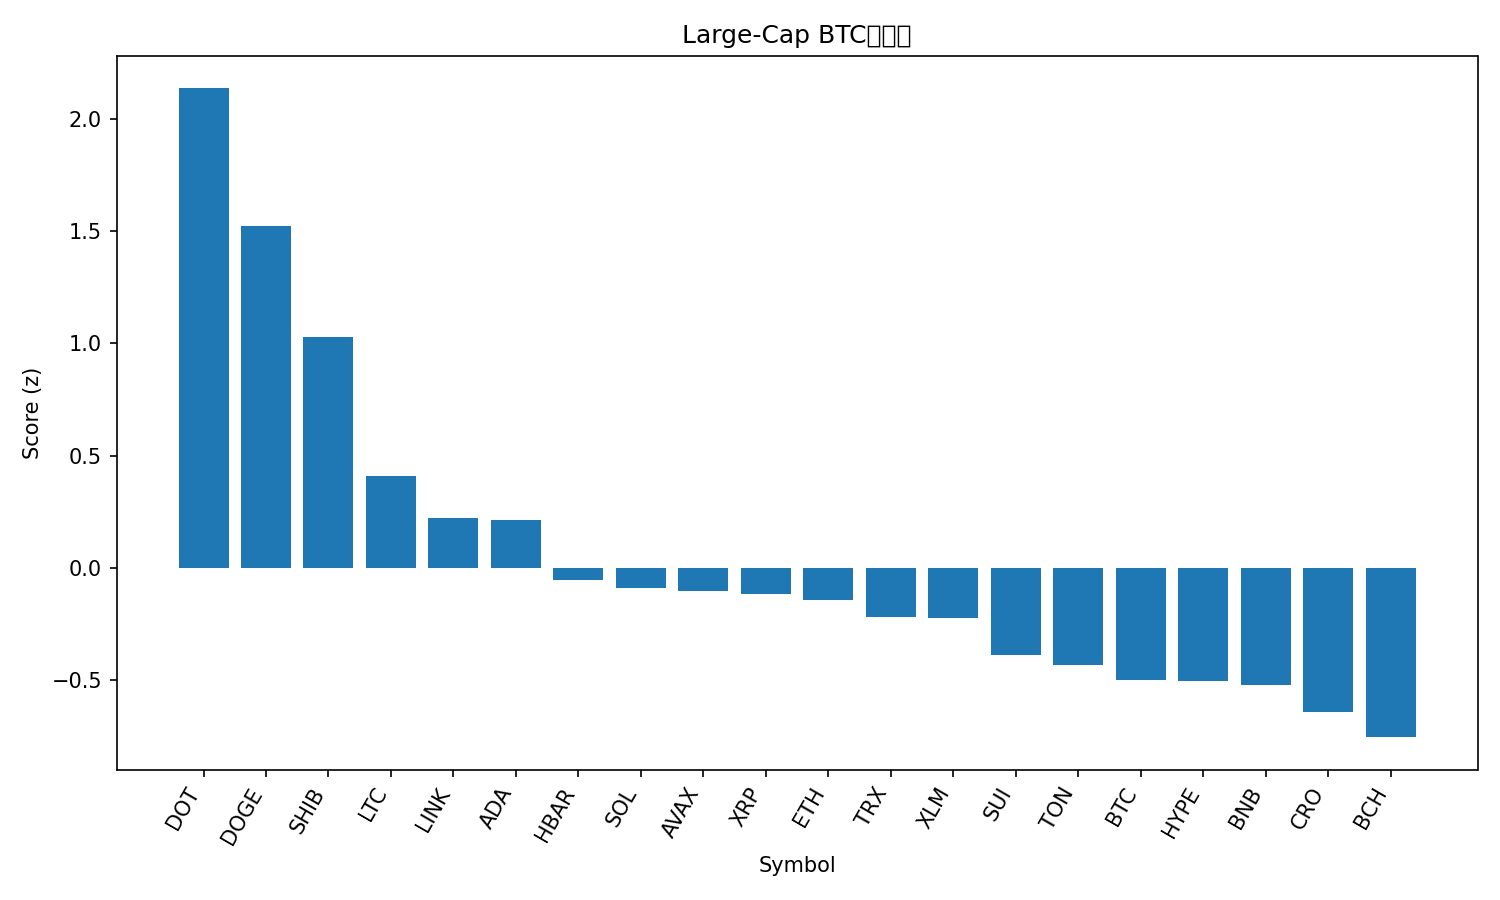 Large-Cap BTC
2.0
1.5
1.0
0.5
0.0
−0.5
Score (z)
DOT
DOGE
SHIB
LTC
LINK
ADA
HBAR
SOL
AVAX
XRP
ETH
TRX
XLM
SUI
TON
BTC
HYPE
BNB
CRO
BCH
Symbol